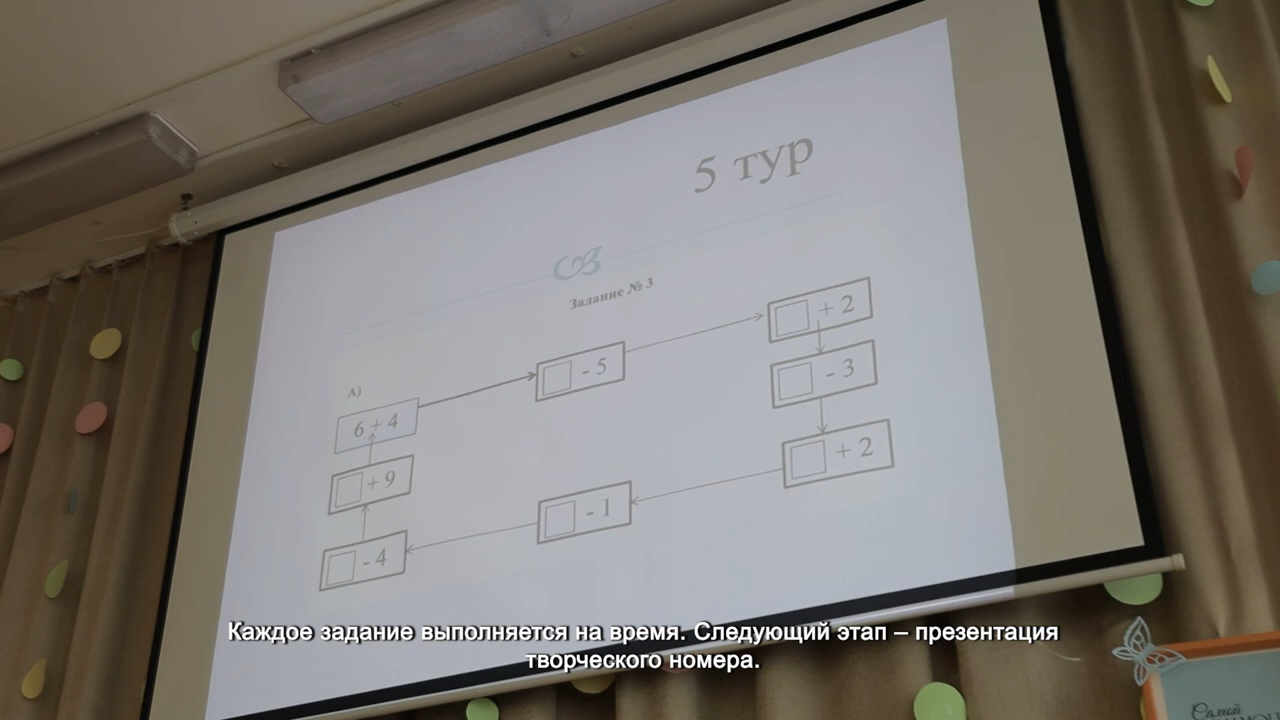 5 тур
Задание № 3
А)
6 + 4
- 5
+ 2
- 3
+ 2
- 1
- 4
+ 9
Каждое задание выполняется на время. Следующий этап – презентация
творческого номера.
Самой